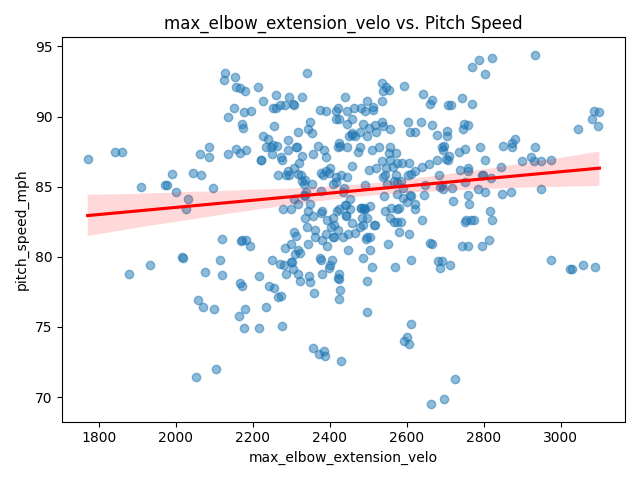 max_elbow_extension_velo vs. Pitch Speed
95
90
85
80
75
70
pitch_speed_mph
1800 2000 2200 2400 2600 2800 3000
max_elbow_extension_velo